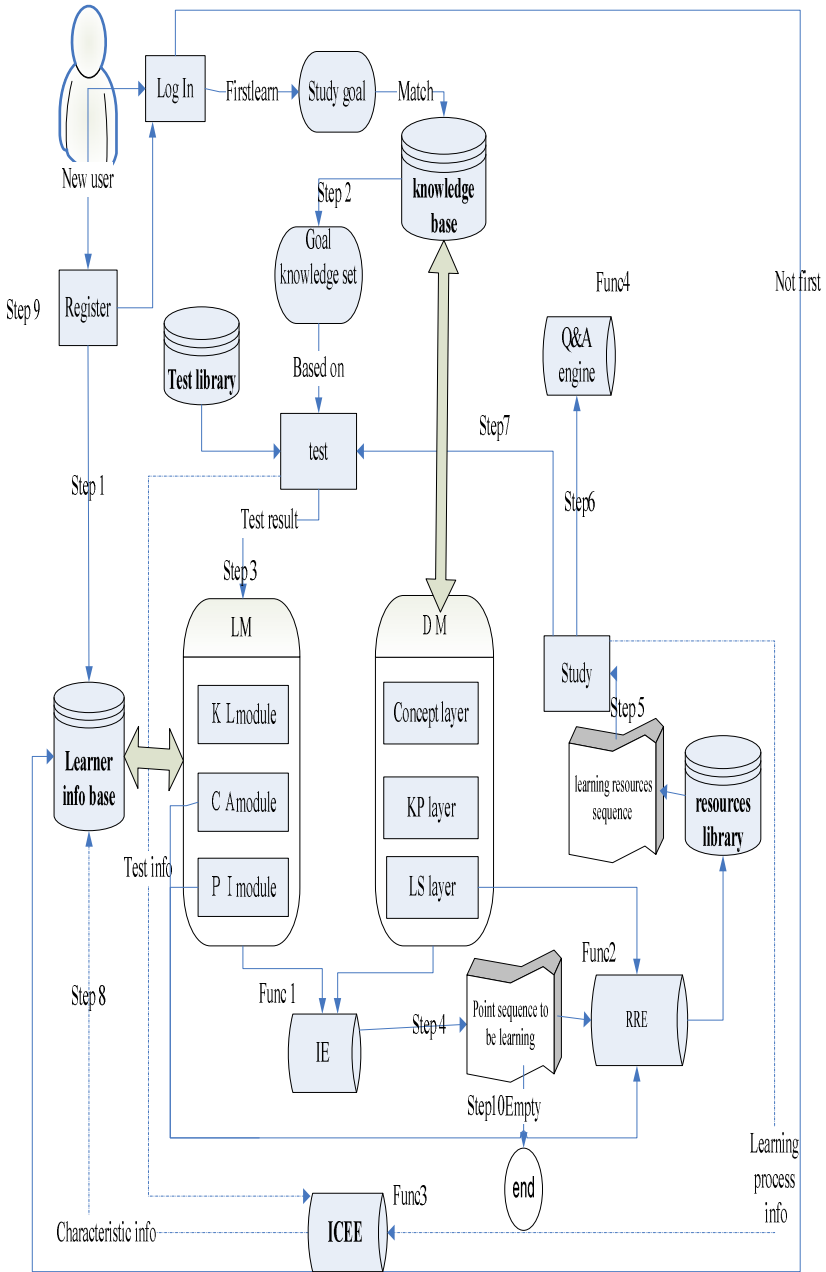 Log In
Firstlearn
Study goal
Match
New user
Step 2
knowledge
base
Goal
knowledge set
Func4
Not first
Step 9
Register
Q&A
engine
Test library
Based on
Step7
test
Step 1
Step6
Test result
Step 3
LM
D M
Study
K Lmodule
Concept layer
Step 5
Learner
info base
C Amodule
KP layer
learning resources
sequence
resources
library
Test info
P I module
LS layer
Func2
Step 8
Func 1
Point sequence to
be learning
RRE
Step 4
IE
Step10Empty
Learning
process
info
end
Func3
Characteristic info
ICEE